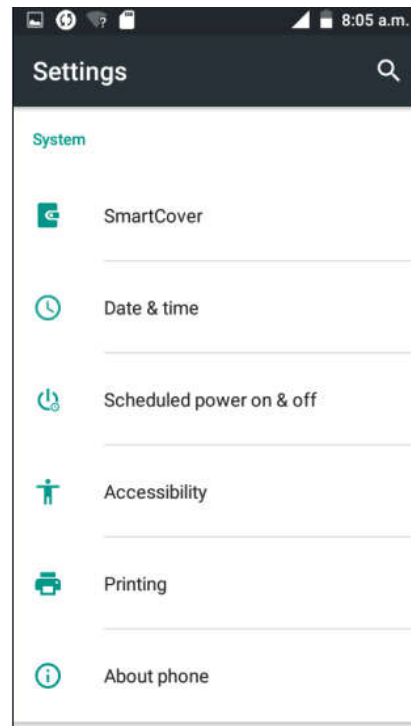 8:05 a.m.
Settings
System
SmartCover
Date & time
Scheduled power on & off
Accessibility
Printing
About phone